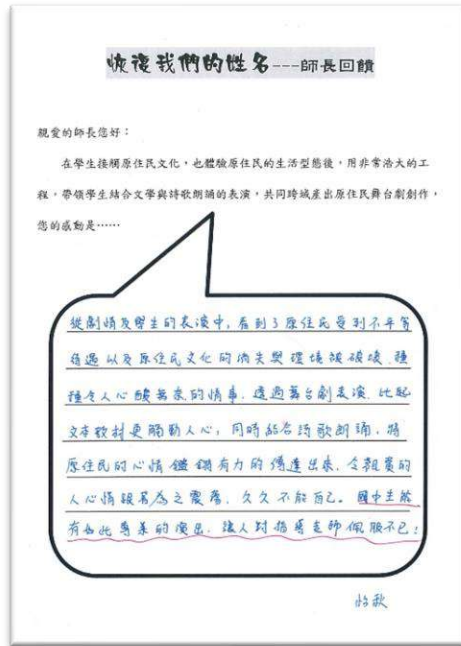 恢復我們的姓名---師長回饋
親愛的師長您好：
在學生接觸原住民文化，也體驗原住民的生活型態後，用非常浩大的工
程，帶領學生結合文學與詩歌朗誦的表演，共同跨域產出原住民舞台劇創作，
您的感動是……
從劇情及學生的表演中，看到了原住民受到不平等
待遇以及原住民文化的消失與環境被破壞，種
種令人心酸無奈的情事，透過舞台劇表演，比起
文本教材更觸動人心，同時結合詩歌朗誦，將
原住民的心情鏗鏘有力的傳達出來，令觀賞的
人心情跟著為之震盪，久久不能自已。國中生能
有如此專業的演出，讓人對指導老師佩服不已！
怡秋